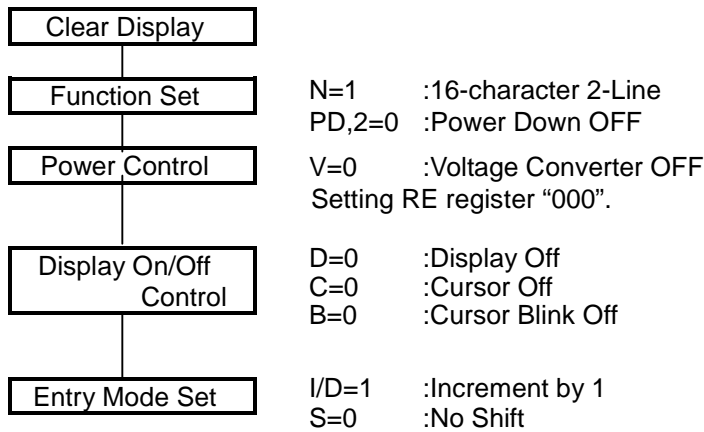 Clear Display
Function Set
N=1 :16-character 2-Line
PD,2=0 :Power Down OFF
Power Control
V=0 :Voltage Converter OFF
Setting RE register “000”.
Display On/Off
Control
D=0 :Display Off
C=0 :Cursor Off
B=0 :Cursor Blink Off
Entry Mode Set
I/D=1 :Increment by 1
S=0 :No Shift